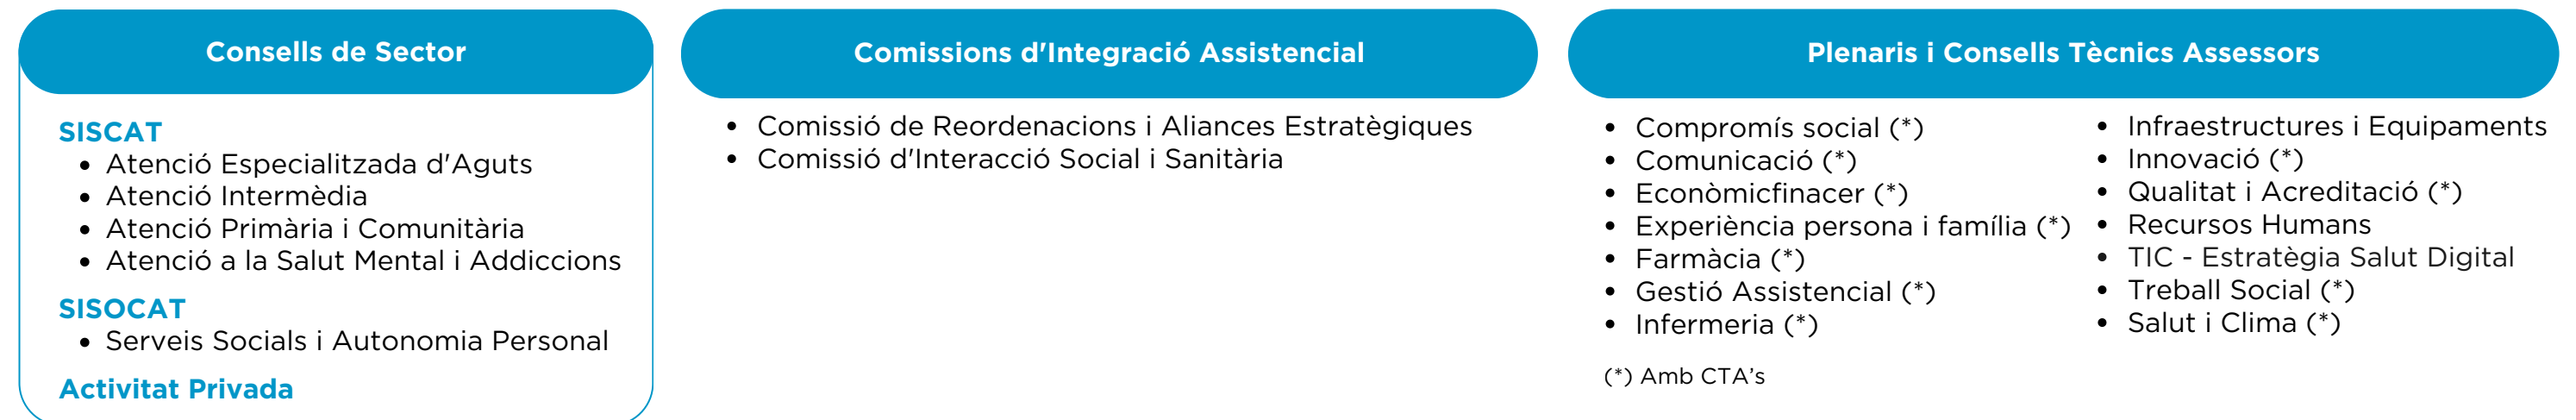 Consells de Sector
SISCAT
• Atenció Especialitzada d'Aguts
• Atenció Intermèdia
• Atenció Primària i Comunitària
• Atenció a la Salut Mental i Addiccions
SISOCAT
• Serveis Socials i Autonomia Personal
Activitat Privada
Comissions d'Integració Assistencial
• Comissió de Reordenacions i Aliances Estratègiques
• Comissió d'Interacció Social i Sanitària
Plenaris i Consells Tècnics Assessors
• Compromís social (*)
• Comunicació (*)
• Econòmicfinacer (*)
• Experiència persona i família (*)
• Farmàcia (*)
• Gestió Assistencial (*)
• Infermeria (*)
• Infraestructures i Equipaments
• Innovació (*)
• Qualitat i Acreditació (*)
• Recursos Humans
• TIC - Estratègia Salut Digital
• Treball Social (*)
• Salut i Clima (*)
(*) Amb CTA’s